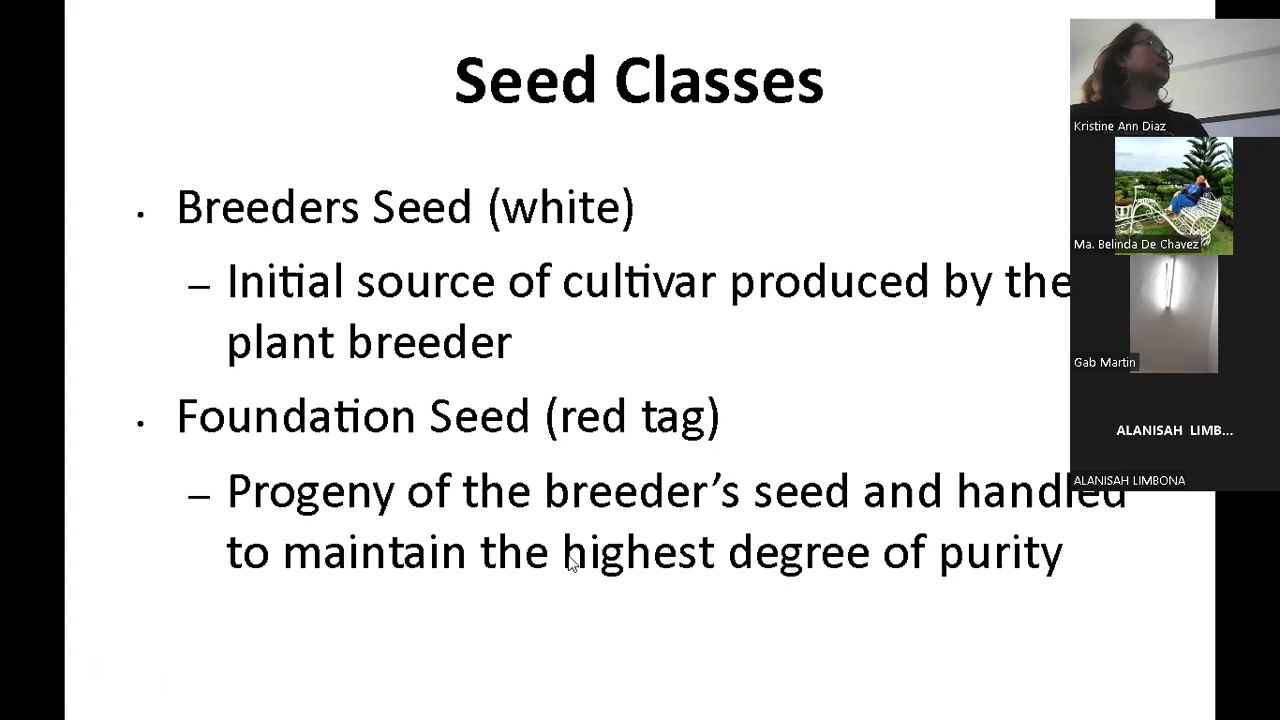 Seed Classes
• Breeders Seed (white)
– Initial source of cultivar produced by the
plant breeder
• Foundation Seed (red tag)
– Progeny of the breeder’s seed and handled
to maintain the highest degree of purity
Kristine Ann Diaz
Ma. Belinda De Chavez
Gab Martin
ALANISAH LIMB...
ALANISAH LIMBONA